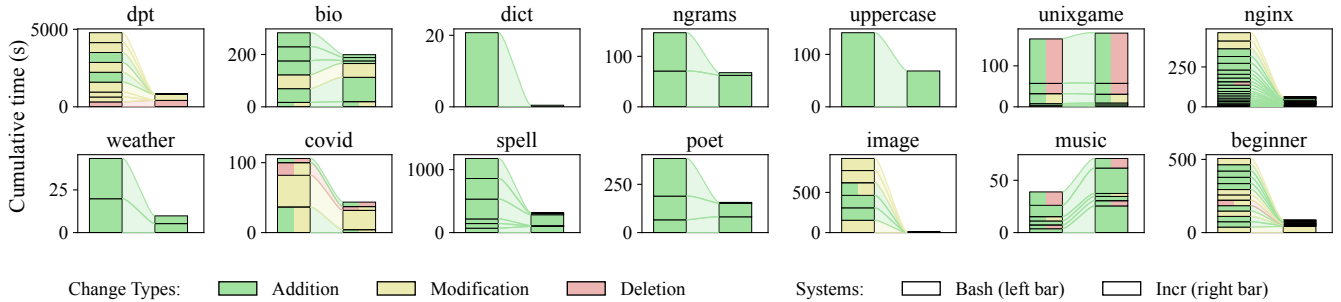 dpt bio dict ngrams uppercase unixgame nginx
5000 0
200 0
20 0
100 0
100 0
100 0
250 0
Cumulative time (s)
weather covid spell poet image music beginner
25 0
100 50 0
1000 0
250 0
500 0
50 0
500 250 0
Change Types: Addition Modification Deletion Systems: Bash (left bar) Incr (right bar)